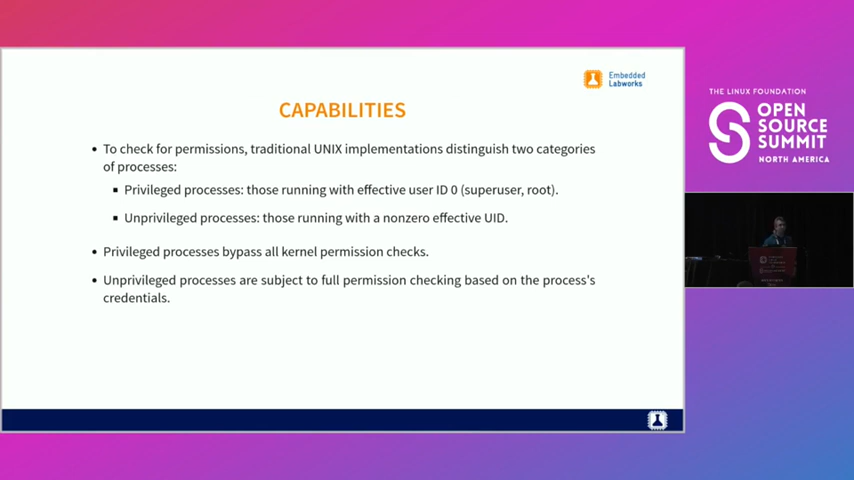 Embedded
Labworks
CAPABILITIES
• To check for permissions, traditional UNIX implementations distinguish two categories
of processes:
▪ Privileged processes: those running with effective user ID 0 (superuser, root).
▪ Unprivileged processes: those running with a nonzero effective UID.
• Privileged processes bypass all kernel permission checks.
• Unprivileged processes are subject to full permission checking based on the process's
credentials.
THE LINUX FOUNDATION
OPEN
SOURCE
SUMMIT
NORTH AMERICA